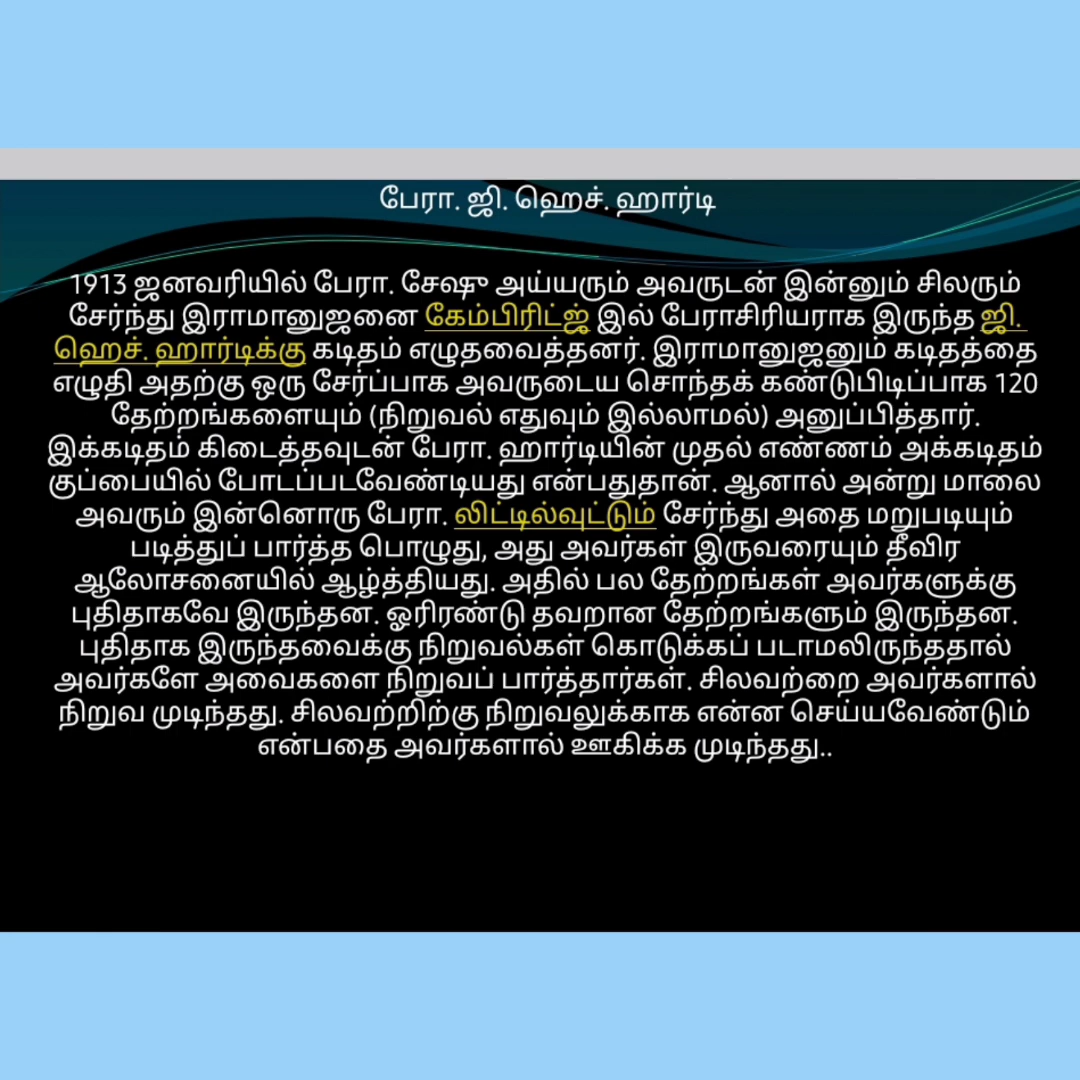 பேரா. ஜி. ஹெச். ஹார்டி
1913 ஜனவரியில் பேரா. சேஷு அய்யரும் அவருடன் இன்னும் சிலரும்
சேர்ந்து இராமானுஜனை கேம்பிரிட்ஜ் இல் பேராசிரியராக இருந்த ஜி.
ஹெச். ஹார்டிக்கு கடிதம் எழுதவைத்தனர். இராமானுஜனும் கடிதத்தை
எழுதி அதற்கு ஒரு சேர்ப்பாக அவருடைய சொந்தக் கண்டுபிடிப்பாக 120
தேற்றங்களையும் (நிறுவல் எதுவும் இல்லாமல்) அனுப்பித்தார்.
இக்கடிதம் கிடைத்தவுடன் பேரா. ஹார்டியின் முதல் எண்ணம் அக்கடிதம்
குப்பையில் போடப்படவேண்டியது என்பதுதான். ஆனால் அன்று மாலை
அவரும் இன்னொரு பேரா. லிட்டில்வுட்டும் சேர்ந்து அதை மறுபடியும்
படித்துப் பார்த்த பொழுது, அது அவர்கள் இருவரையும் தீவிர
ஆலோசனையில் ஆழ்த்தியது. அதில் பல தேற்றங்கள் அவர்களுக்கு
புதிதாகவே இருந்தன. ஓரிரண்டு தவறான தேற்றங்களும் இருந்தன.
புதிதாக இருந்தவைக்கு நிறுவல்கள் கொடுக்கப் படாமலிருந்ததால்
அவர்களே அவைகளை நிறுவப் பார்த்தார்கள். சிலவற்றை அவர்களால்
நிறுவ முடிந்தது. சிலவற்றிற்கு நிறுவலுக்காக என்ன செய்யவேண்டும்
என்பதை அவர்களால் ஊகிக்க முடிந்தது..